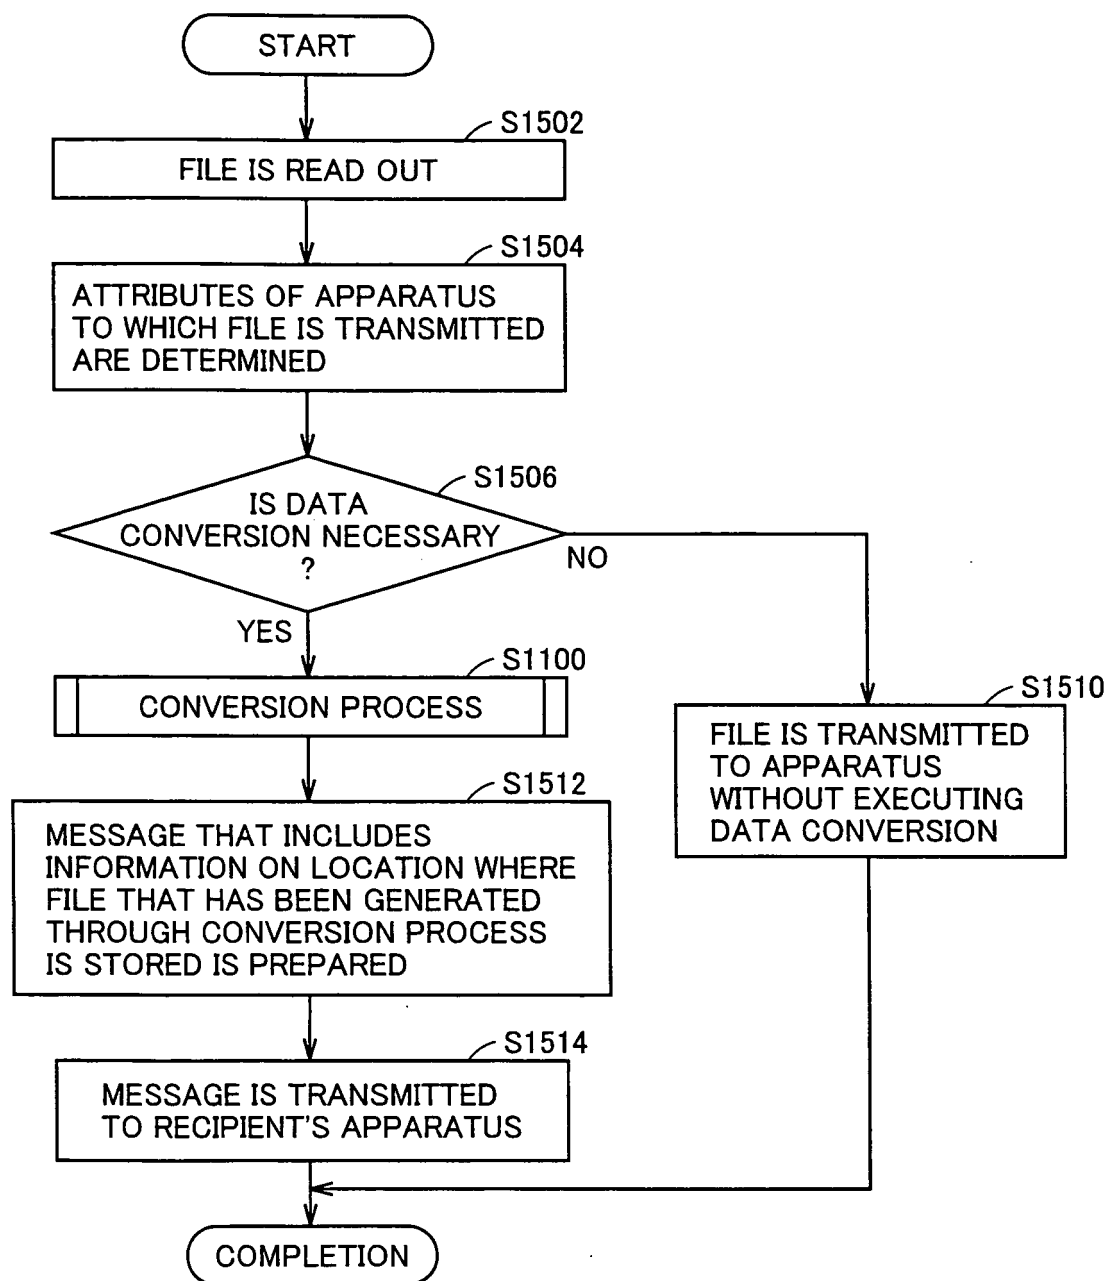 START
S1502
FILE IS READ OUT
S1504
ATTRIBUTES OF APPARATUS
TO WHICH FILE IS TRANSMITTED
ARE DETERMINED
S1506
IS DATA
CONVERSION NECESSARY
?
NO
YES
S1100
CONVERSION PROCESS
S1510
FILE IS TRANSMITTED
TO APPARATUS
WITHOUT EXECUTING
DATA CONVERSION
S1512
MESSAGE THAT INCLUDES
INFORMATION ON LOCATION WHERE
FILE THAT HAS BEEN GENERATED
THROUGH CONVERSION PROCESS
IS STORED IS PREPARED
S1514
MESSAGE IS TRANSMITTED
TO RECIPIENT'S APPARATUS
COMPLETION